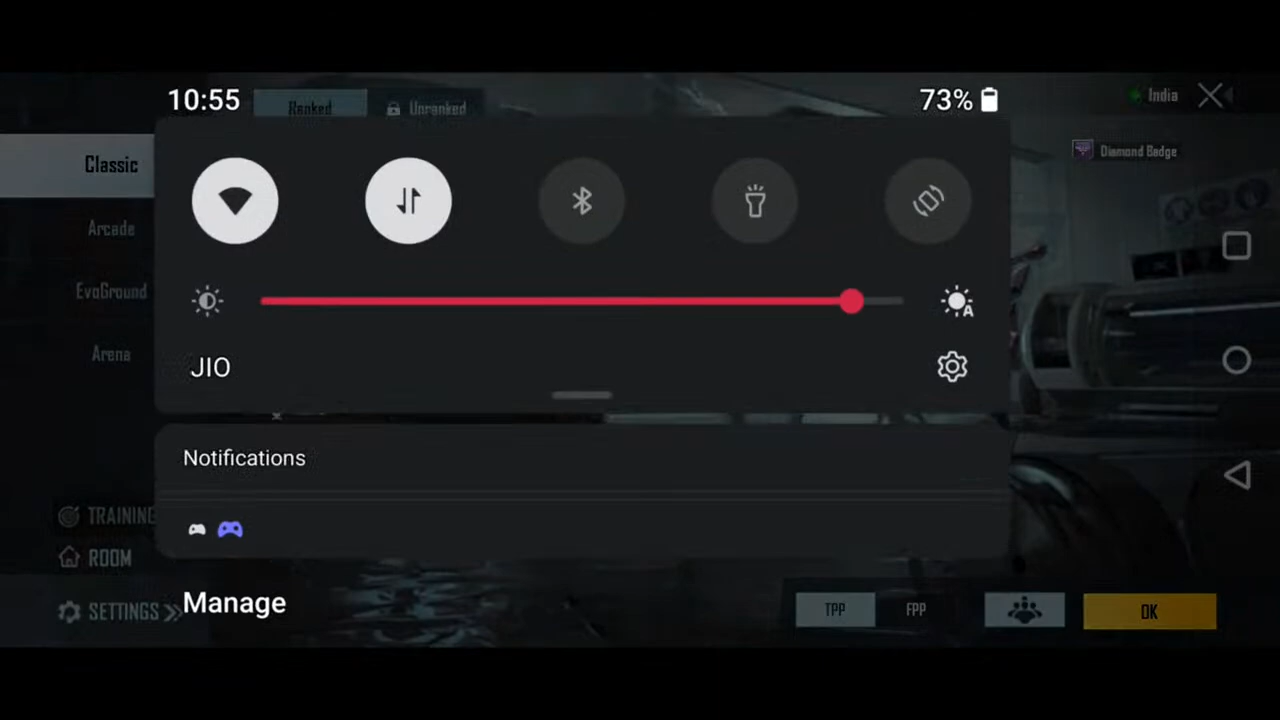 10:55
73%
Ranked
Unranked
India
Classic
Diamond Badge
Arcade
EvoGround
Arena
A
JIO
Notifications
TRAINING
ROOM
SETTINGS
Manage
TPP
FPP
OK